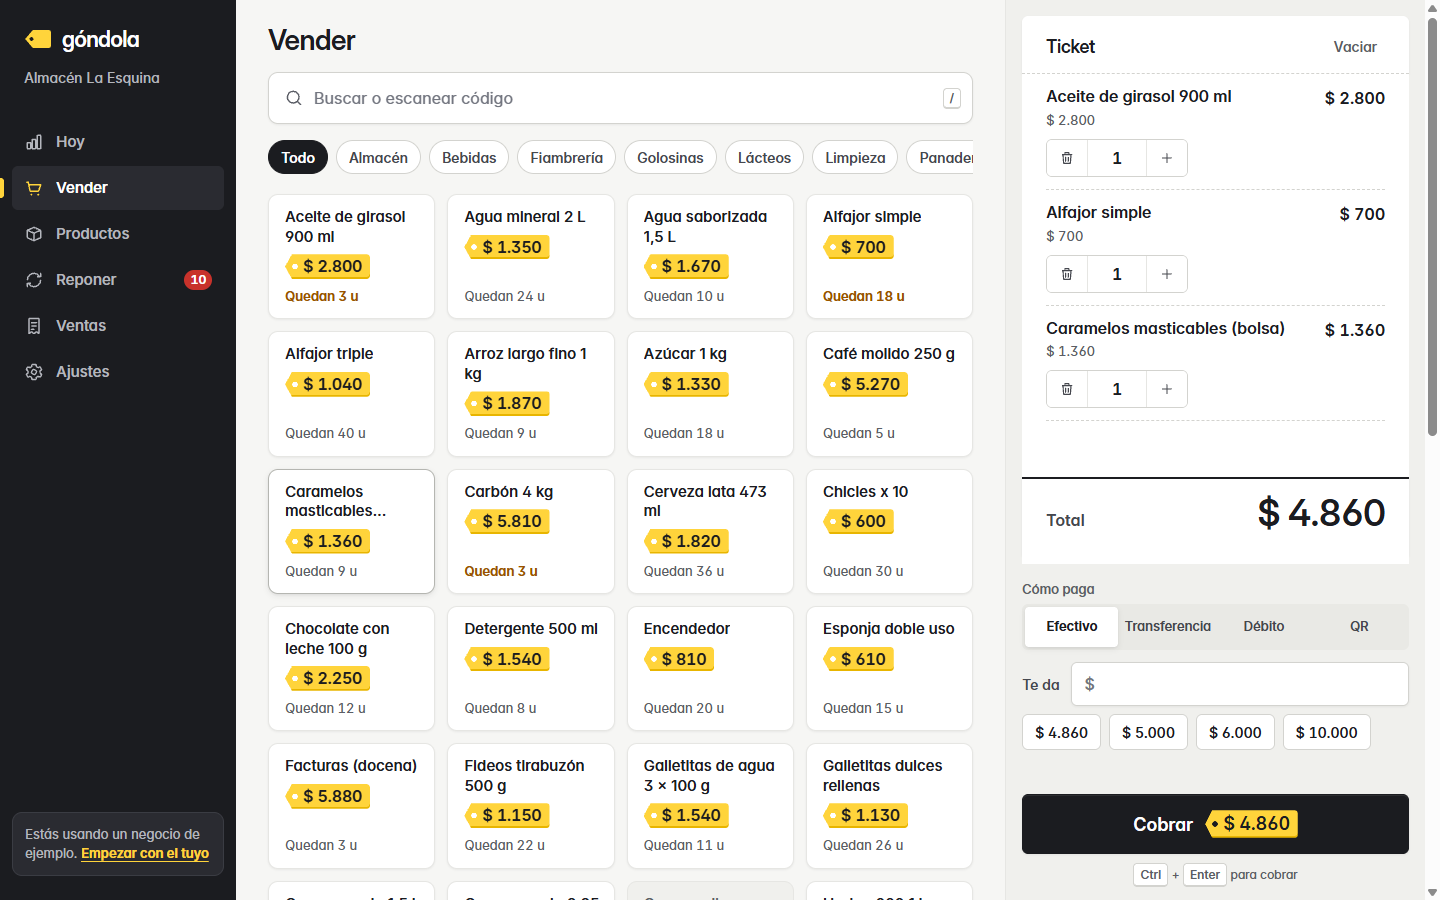 góndola
Almacén La Esquina
Hoy
Vender
Productos
Reponer 10
Ventas
Ajustes
Estás usando un negocio de
ejemplo. Empezar con el tuyo
Vender
Buscar o escanear código /
Todo Almacén Bebidas Fiambrería Golosinas Lácteos Limpieza
Aceite de girasol
900 ml
$ 2.800
Quedan 3 u
Agua mineral 2 L
$ 1.350
Quedan 24 u
Agua saborizada
1,5 L
$ 1.670
Quedan 10 u
Alfajor simple
$ 700
Quedan 18 u
Alfajor triple
$ 1.040
Quedan 40 u
Arroz largo fino 1
kg
$ 1.870
Quedan 9 u
Azúcar 1 kg
$ 1.330
Quedan 18 u
Café molido 250 g
$ 5.270
Quedan 5 u
Caramelos
masticables...
$ 1.360
Quedan 9 u
Carbón 4 kg
$ 5.810
Quedan 3 u
Cerveza lata 473
ml
$ 1.820
Quedan 36 u
Chicles x 10
$ 600
Quedan 30 u
Chocolate con
leche 100 g
$ 2.250
Quedan 12 u
Detergente 500 ml
$ 1.540
Quedan 8 u
Encendedor
$ 810
Quedan 20 u
Esponja doble uso
$ 610
Quedan 15 u
Facturas (docena)
$ 5.880
Quedan 3 u
Fideos tirabuzón
500 g
$ 1.150
Quedan 22 u
Galletitas de agua
3 × 100 g
$ 1.540
Quedan 11 u
Galletitas dulces
rellenas
$ 1.130
Quedan 26 u
Ticket Vaciar
Aceite de girasol 900 ml $ 2.800
$ 2.800
1 +
Alfajor simple $ 700
$ 700
1 +
Caramelos masticables (bolsa) $ 1.360
$ 1.360
1 +
Total $ 4.860
Cómo paga
Efectivo Transferencia Débito QR
Te da $
$ 4.860 $ 5.000 $ 6.000 $ 10.000
Cobrar $ 4.860
Ctrl + Enter para cobrar